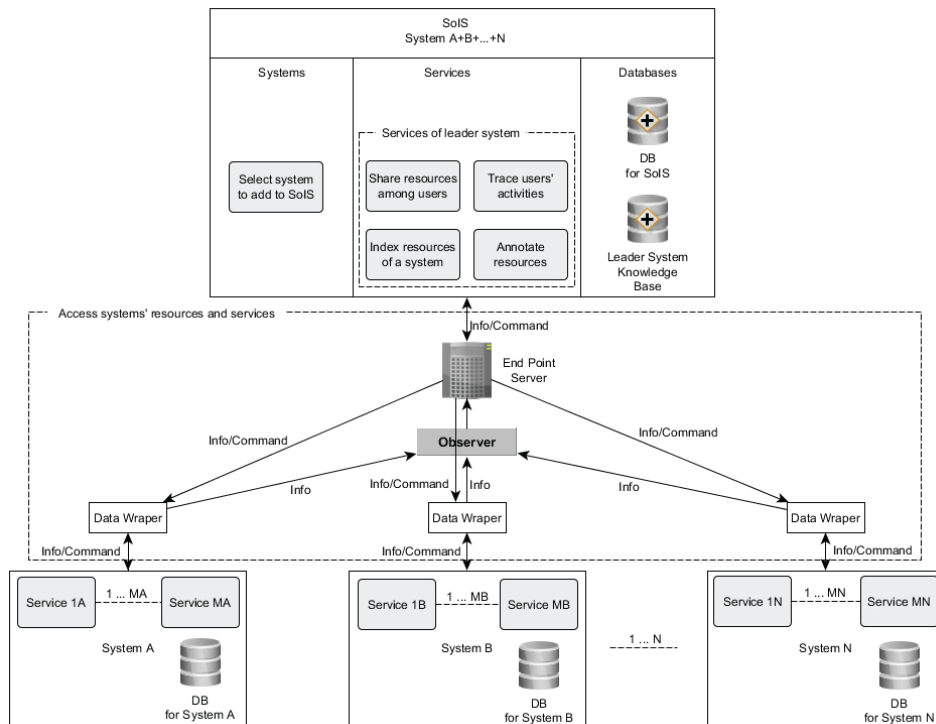 SoIS
System A+B+...+N
Systems
Services
Databases
Services of leader system
Select system
to add to SoIS
Share resources
among users
Trace users'
activities
Index resources
of a system
Annotate
resources
DB
for SoIS
Leader System
Knowledge
Base
Access systems' resources and services
Info/Command
End Point
Server
Info/Command
Info/Command
Observer
Info
Info/Command
Info
Info
Data Wraper
Data Wraper
Data Wraper
Info/Command
Info/Command
Info/Command
Service 1A
1 ... MA
Service MA
System A
DB
for System A
Service 1B
1 ... MB
Service MB
System B
DB
for System B
1 ... N
Service 1N
1 ... MN
Service MN
System N
DB
for System N